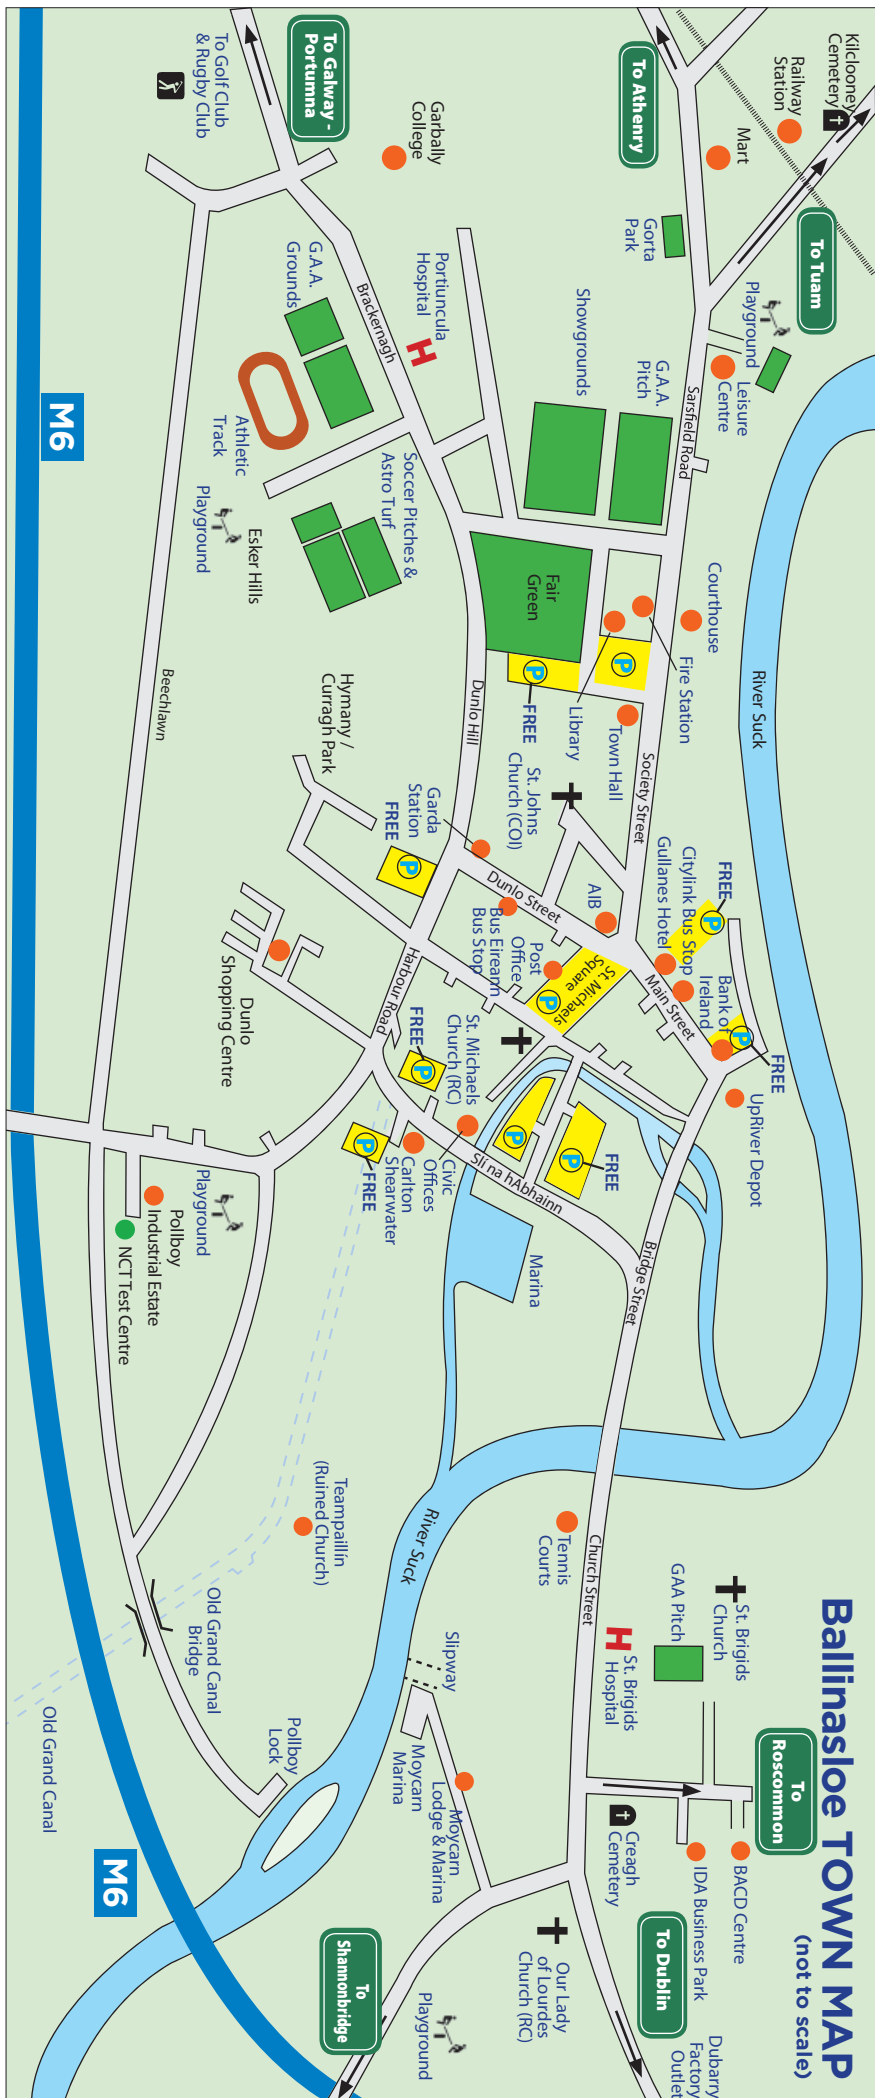 Ballinasloe TOWN MAP
(not to scale)
Kilclooney
Cemetery
Railway
Station
Mart
To Athenry
To Tuam
Gorta
Park
Playground
Leisure
Centre
To Galway -
Portumna
To Golf Club
& Rugby Club
Garbally
College
Portiuncula
Hospital
H
Brackernagh
G.A.A.
Grounds
Athletic
Track
Soccer Pitches &
Astro Turf
Playground
Esker Hills
M6
Beechlawn
Showgrounds
G.A.A.
Pitch
Sarsfield Road
Fair
Green
Courthouse
Fire Station
Library
Town Hall
P
P
FREE
River Suck
Society Street
Dunlo Hill
St. Johns
Church (COI)
Hymany /
Curragh Park
Garda
Station
FREE
P
Dunlo Street
AIB
Gullanes Hotel
Citylink Bus Stop
FREE
P
Bank of
Ireland
Main Street
P
FREE
UpRiver Depot
St. Michaels
Square
P
Post
Office
Bus Eireann
Bus Stop
Harbour Road
Dunlo
Shopping Centre
St. Michaels
Church (RC)
FREE
P
P
FREE
P
P
FREE
Civic
Offices
Carlton
Shearwater
Slí na hAbhainn
Marina
Bridge Street
Playground
Pollboy
Industrial Estate
NCT Test Centre
Teampaillín
(Ruined Church)
River Suck
Old Grand Canal
Bridge
Old Grand Canal
Pollboy
Lock
Slipway
Moycarn
Marina
Moycarn
Lodge & Marina
Tennis
Courts
Church Street
GAA Pitch
St. Brigids
Church
H
St. Brigids
Hospital
To
Roscommon
Creagh
Cemetery
BACD Centre
IDA Business Park
To Dublin
Our Lady
of Lourdes
Church (RC)
Dubarry
Factory
Outlet
To
Shannonbridge
Playground
M6